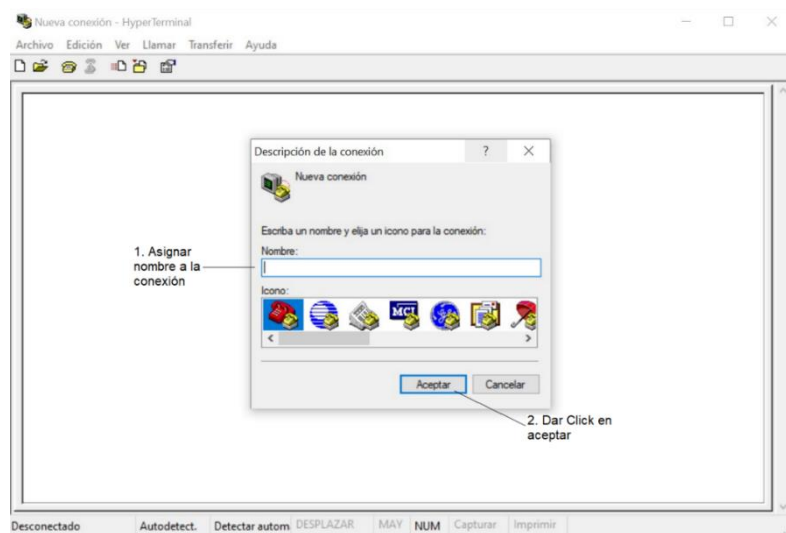 Nueva conexión - HyperTerminal
Archivo Edición Ver Llamar Transferir Ayuda
Descripción de la conexión ?
Nueva conexión
Escriba un nombre y elija un icono para la conexión:
Nombre:
1. Asignar
nombre a la
conexión
Icono:
MCI
Aceptar Cancelar
2. Dar Click en
aceptar
Desconectado Autodetect. Detectar autom DESPLAZAR MAY NUM Capturar Imprimir